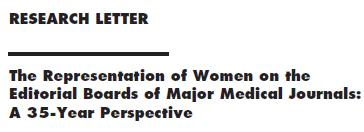 RESEARCH LETTER
The Representation of Women on the
Editorial Boards of Major Medical Journals:
A 35-Year Perspective